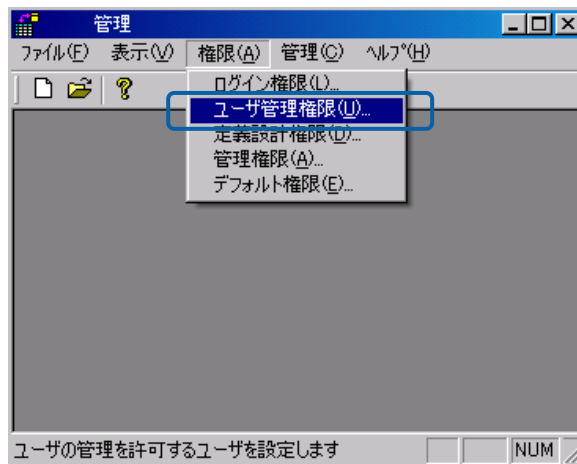 管理
ファイル(F) 表示(V) 権限(A) 管理(C) ヘルプ(H)
ログイン権限(L)...
ユーザ管理権限(U)...
定義設計権限(D)...
管理権限(A)...
デフォルト権限(E)...
ユーザの管理を許可するユーザを設定します
NUM